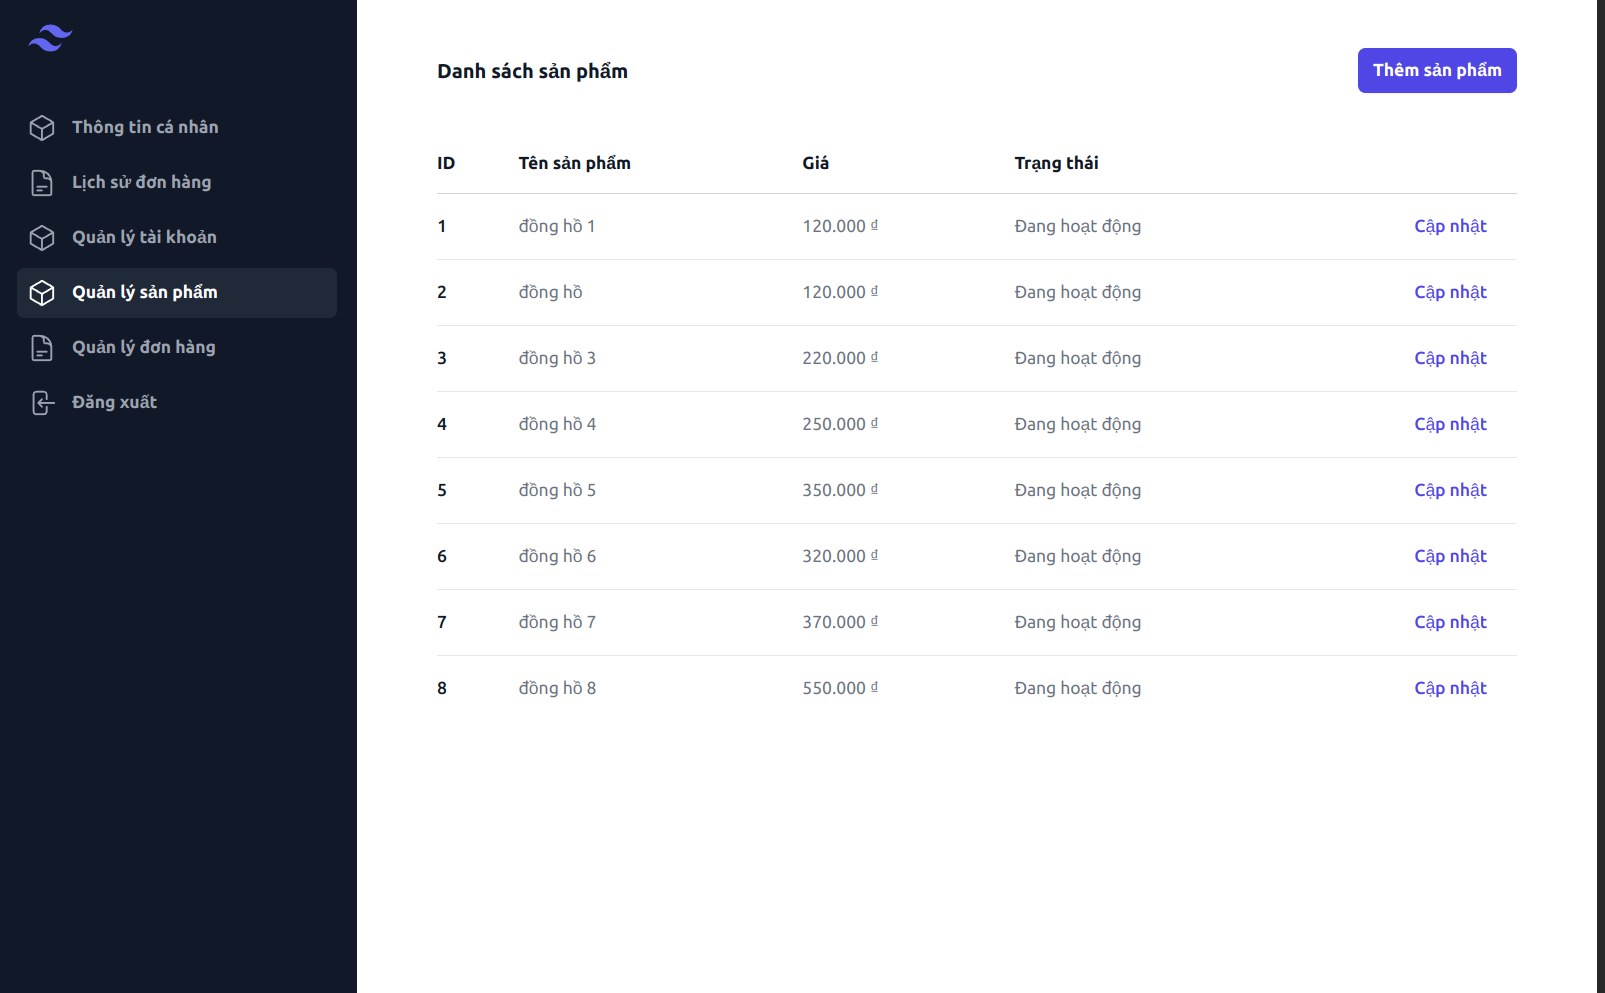 Thông tin cá nhân
Lịch sử đơn hàng
Quản lý tài khoản
Quản lý sản phẩm
Quản lý đơn hàng
Đăng xuất
Danh sách sản phẩm
Thêm sản phẩm
ID Tên sản phẩm Giá Trạng thái
1 đồng hồ 1 120.000 ₫ Đang hoạt động Cập nhật
2 đồng hồ 120.000 ₫ Đang hoạt động Cập nhật
3 đồng hồ 3 220.000 ₫ Đang hoạt động Cập nhật
4 đồng hồ 4 250.000 ₫ Đang hoạt động Cập nhật
5 đồng hồ 5 350.000 ₫ Đang hoạt động Cập nhật
6 đồng hồ 6 320.000 ₫ Đang hoạt động Cập nhật
7 đồng hồ 7 370.000 ₫ Đang hoạt động Cập nhật
8 đồng hồ 8 550.000 ₫ Đang hoạt động Cập nhật